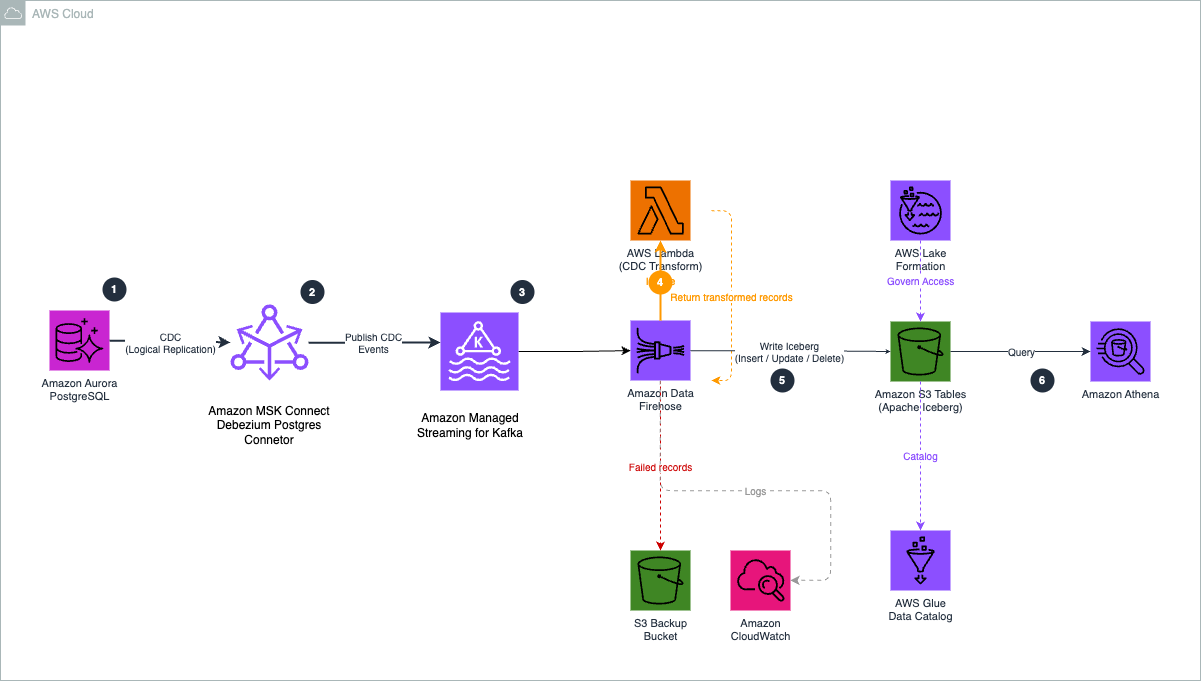 AWS Cloud
1
2
3
CDC
(Logical Replication)
Amazon Aurora
PostgreSQL
Amazon MSK Connect
Debezium Postgres
Connetor
Publish CDC
Events
K
Amazon Managed
Streaming for Kafka
AWS Lambda
(CDC Transform)
4
Return transformed records
Amazon Data
Firehose
Write Iceberg
(Insert / Update / Delete)
5
AWS Lake
Formation
Govern Access
Amazon S3 Tables
(Apache Iceberg)
Query
6
Amazon Athena
Failed records
Logs
Catalog
S3 Backup
Bucket
Amazon
CloudWatch
AWS Glue
Data Catalog